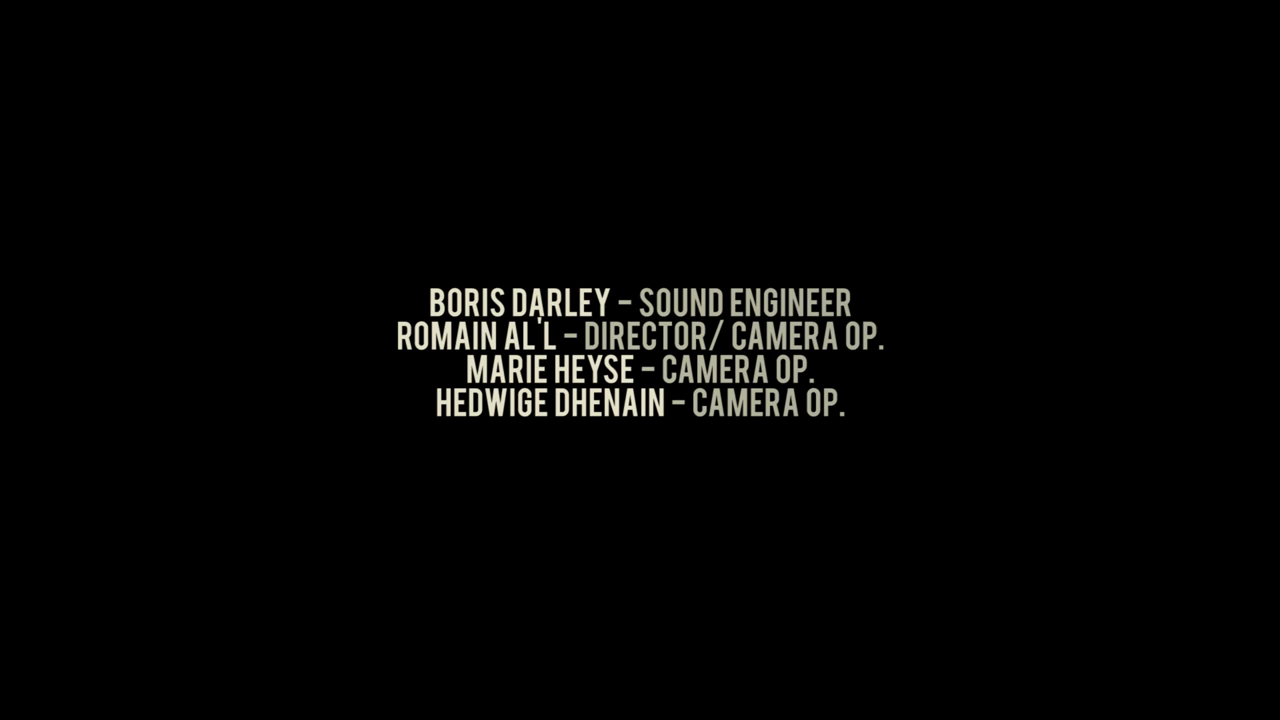 BORIS DARLEY - SOUND ENGINEER
ROMAIN AL'L - DIRECTOR/ CAMERA OP.
MARIE HEYSE - CAMERA OP.
HEDWIGE DHENAIN - CAMERA OP.